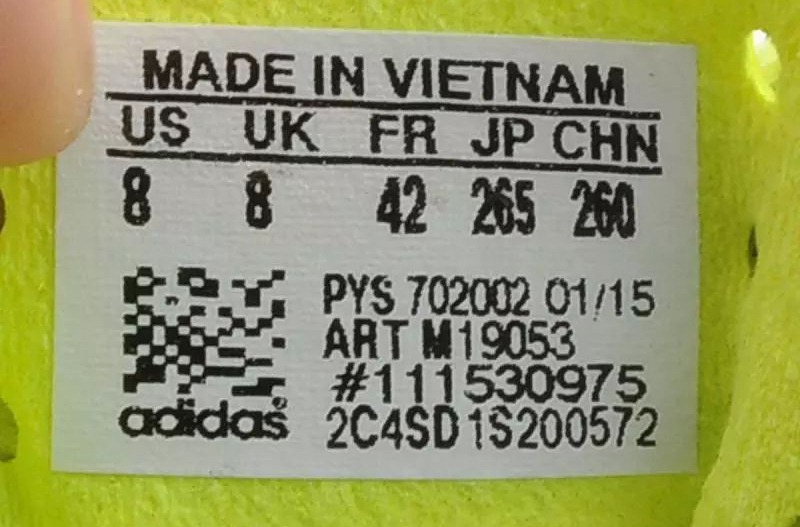 MADE IN VIETNAM
US UK FR JP CHN
8 8 42 265 260
PYS 702002 01/15
ART M19053
#111530975
adidas
2C4SD1S200572